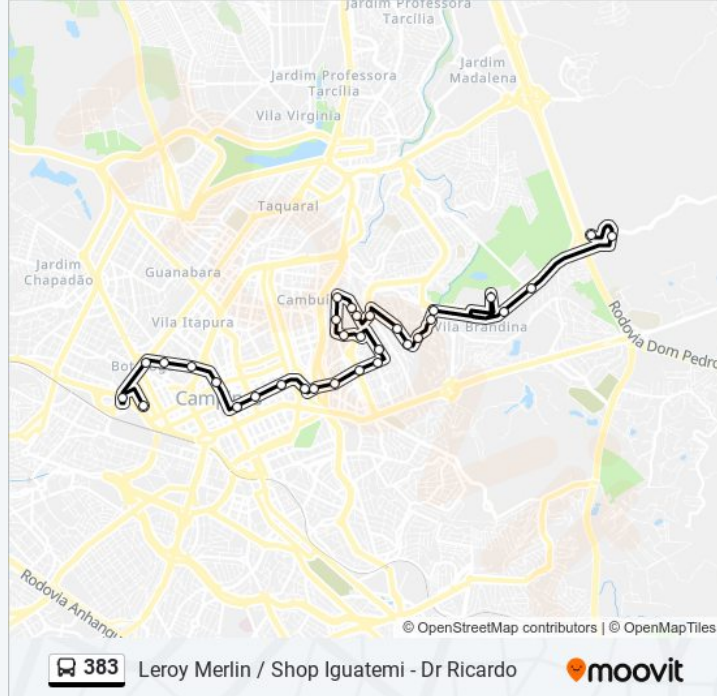 Jardim Professora
Tarcília
Jardim
Madalena
Jardim Professora
Tarcília
Vila Virgínia
Taquaral
Jardim
Chapadão
Guanabara
Cambuí
Vila Itapura
Vila Brandina
Rodovia Dom Pedro
Rodovia Anhangu
© OpenStreetMap contributors | © OpenMapTiles
383 Leroy Merlin / Shop Iguatemi - Dr Ricardo
moovit